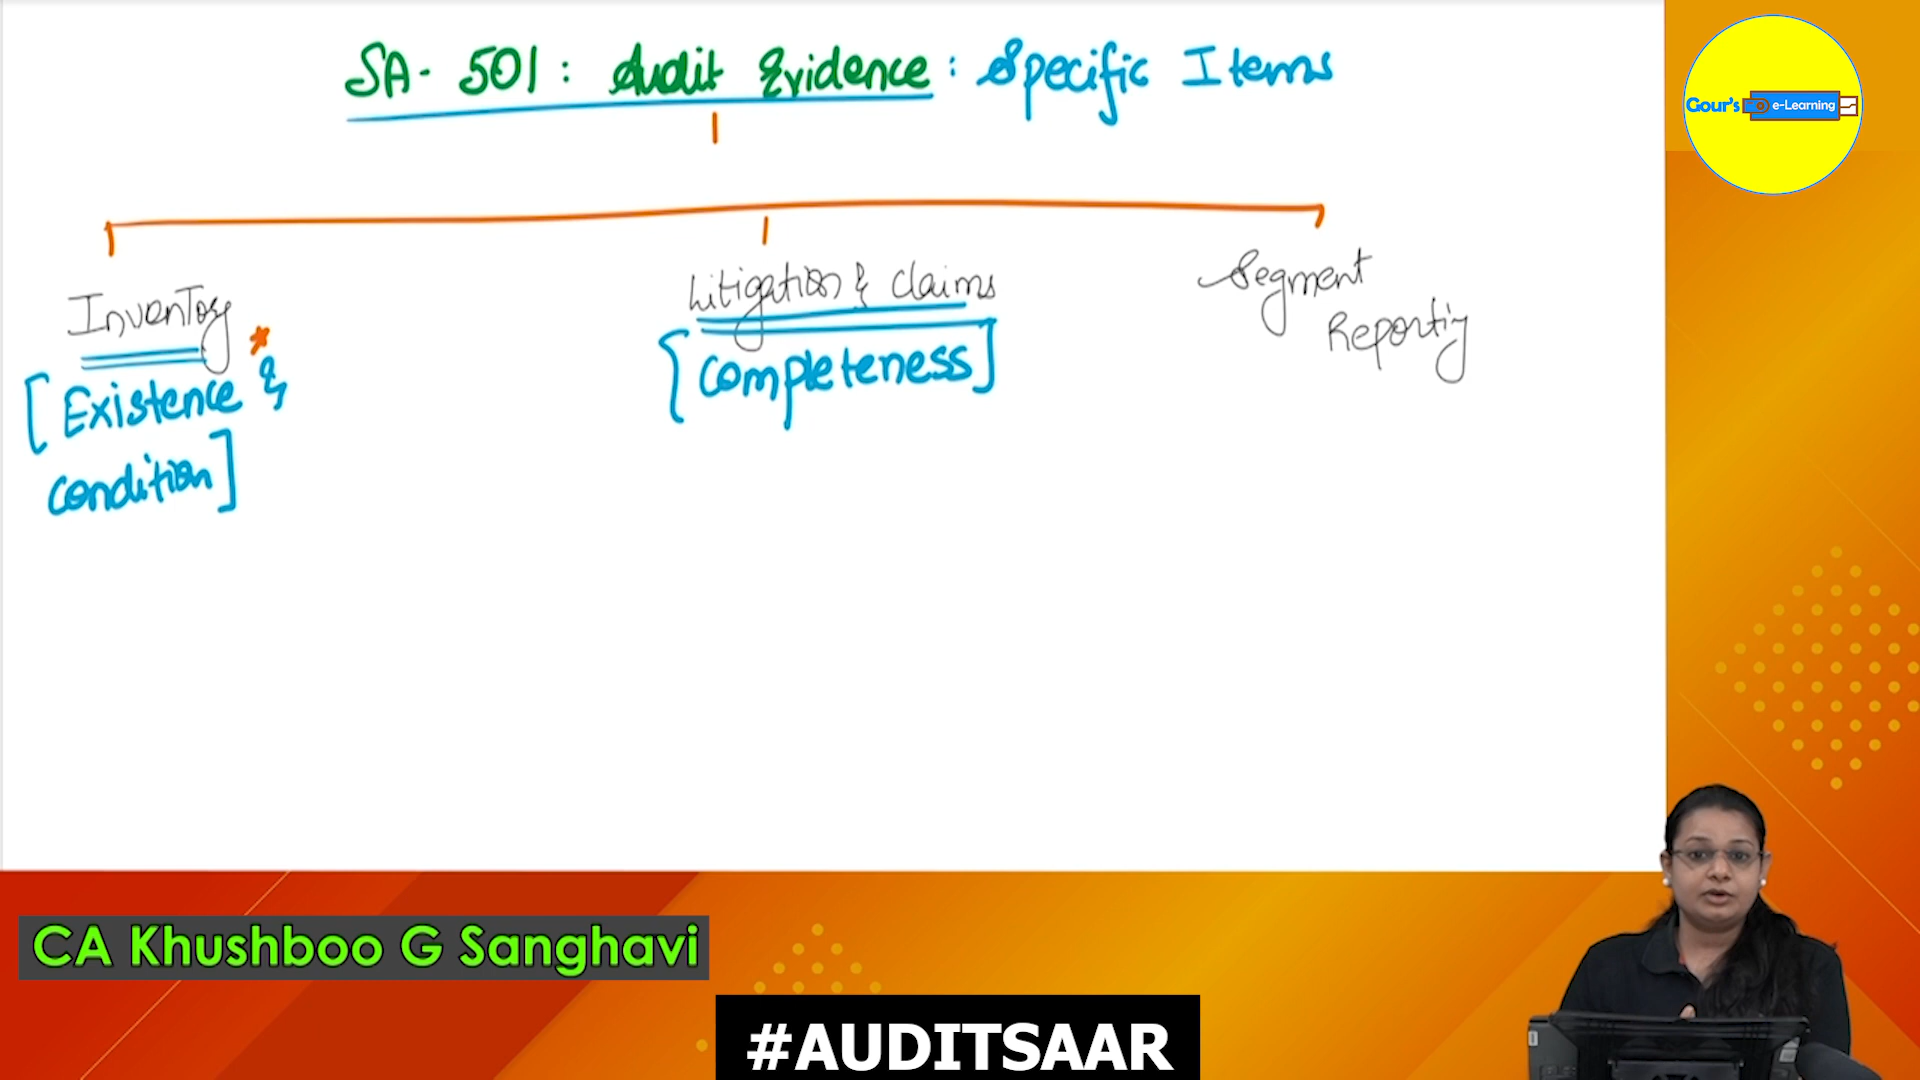 SA- 501: Audit Evidence: Specific Items
Gour's e-Learning
Inventory
[Existence &
condition]
Litigation & claims
[completeness]
Segment
Reporting
CA Khushboo G Sanghavi
#AUDITSAAR